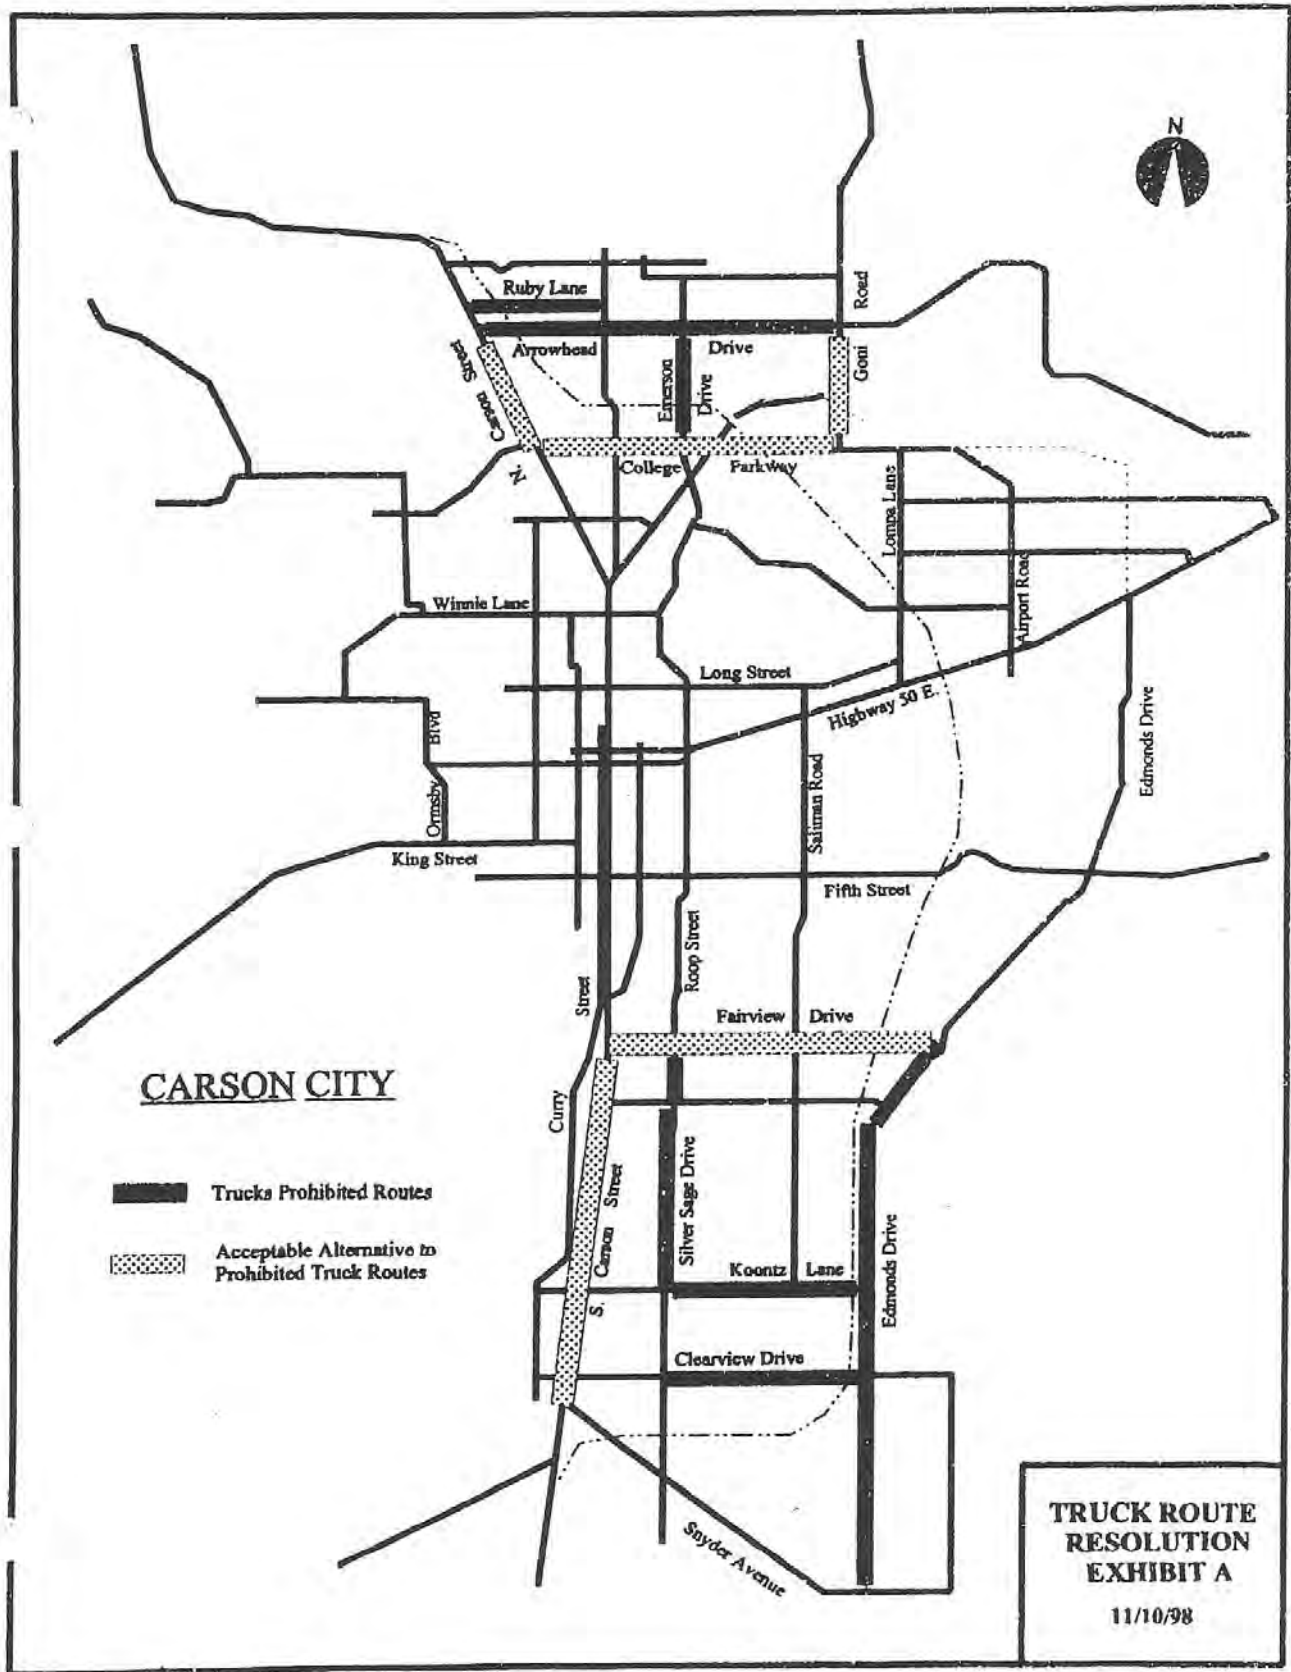 N
Ruby Lane
Road
Arrowhead
Drive
Goni
Carson Street
Emerson
Drive
N.
College
Parkway
Lompa Lane
Airport Road
Winnie Lane
Long Street
Highway 50 E.
Blvd
Ormsby
Saliman Road
Edmonds Drive
King Street
Fifth Street
Roop Street
Street
Fairview
Drive
CARSON CITY
Curry
Trucks Prohibited Routes
Street
Silver Sage Drive
Acceptable Alternative to
Prohibited Truck Routes
Carson
Koontz
Lane
Edmonds Drive
S.
Clearview Drive
Snyder Avenue
TRUCK ROUTE
RESOLUTION
EXHIBIT A
11/10/98